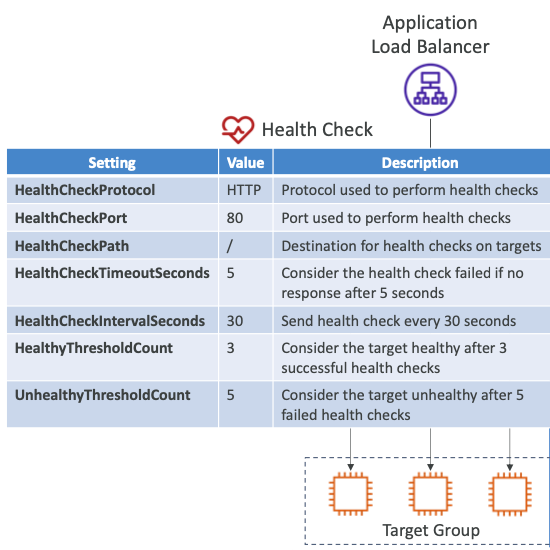 Application
Load Balancer
Health Check
Setting Value Description
HealthCheckProtocol HTTP Protocol used to perform health checks
HealthCheckPort 80 Port used to perform health checks
HealthCheckPath / Destination for health checks on targets
HealthCheckTimeoutSeconds 5 Consider the health check failed if no
response after 5 seconds
HealthCheckIntervalSeconds 30 Send health check every 30 seconds
HealthyThresholdCount 3 Consider the target healthy after 3
successful health checks
UnhealthyThresholdCount 5 Consider the target unhealthy after 5
failed health checks
Target Group